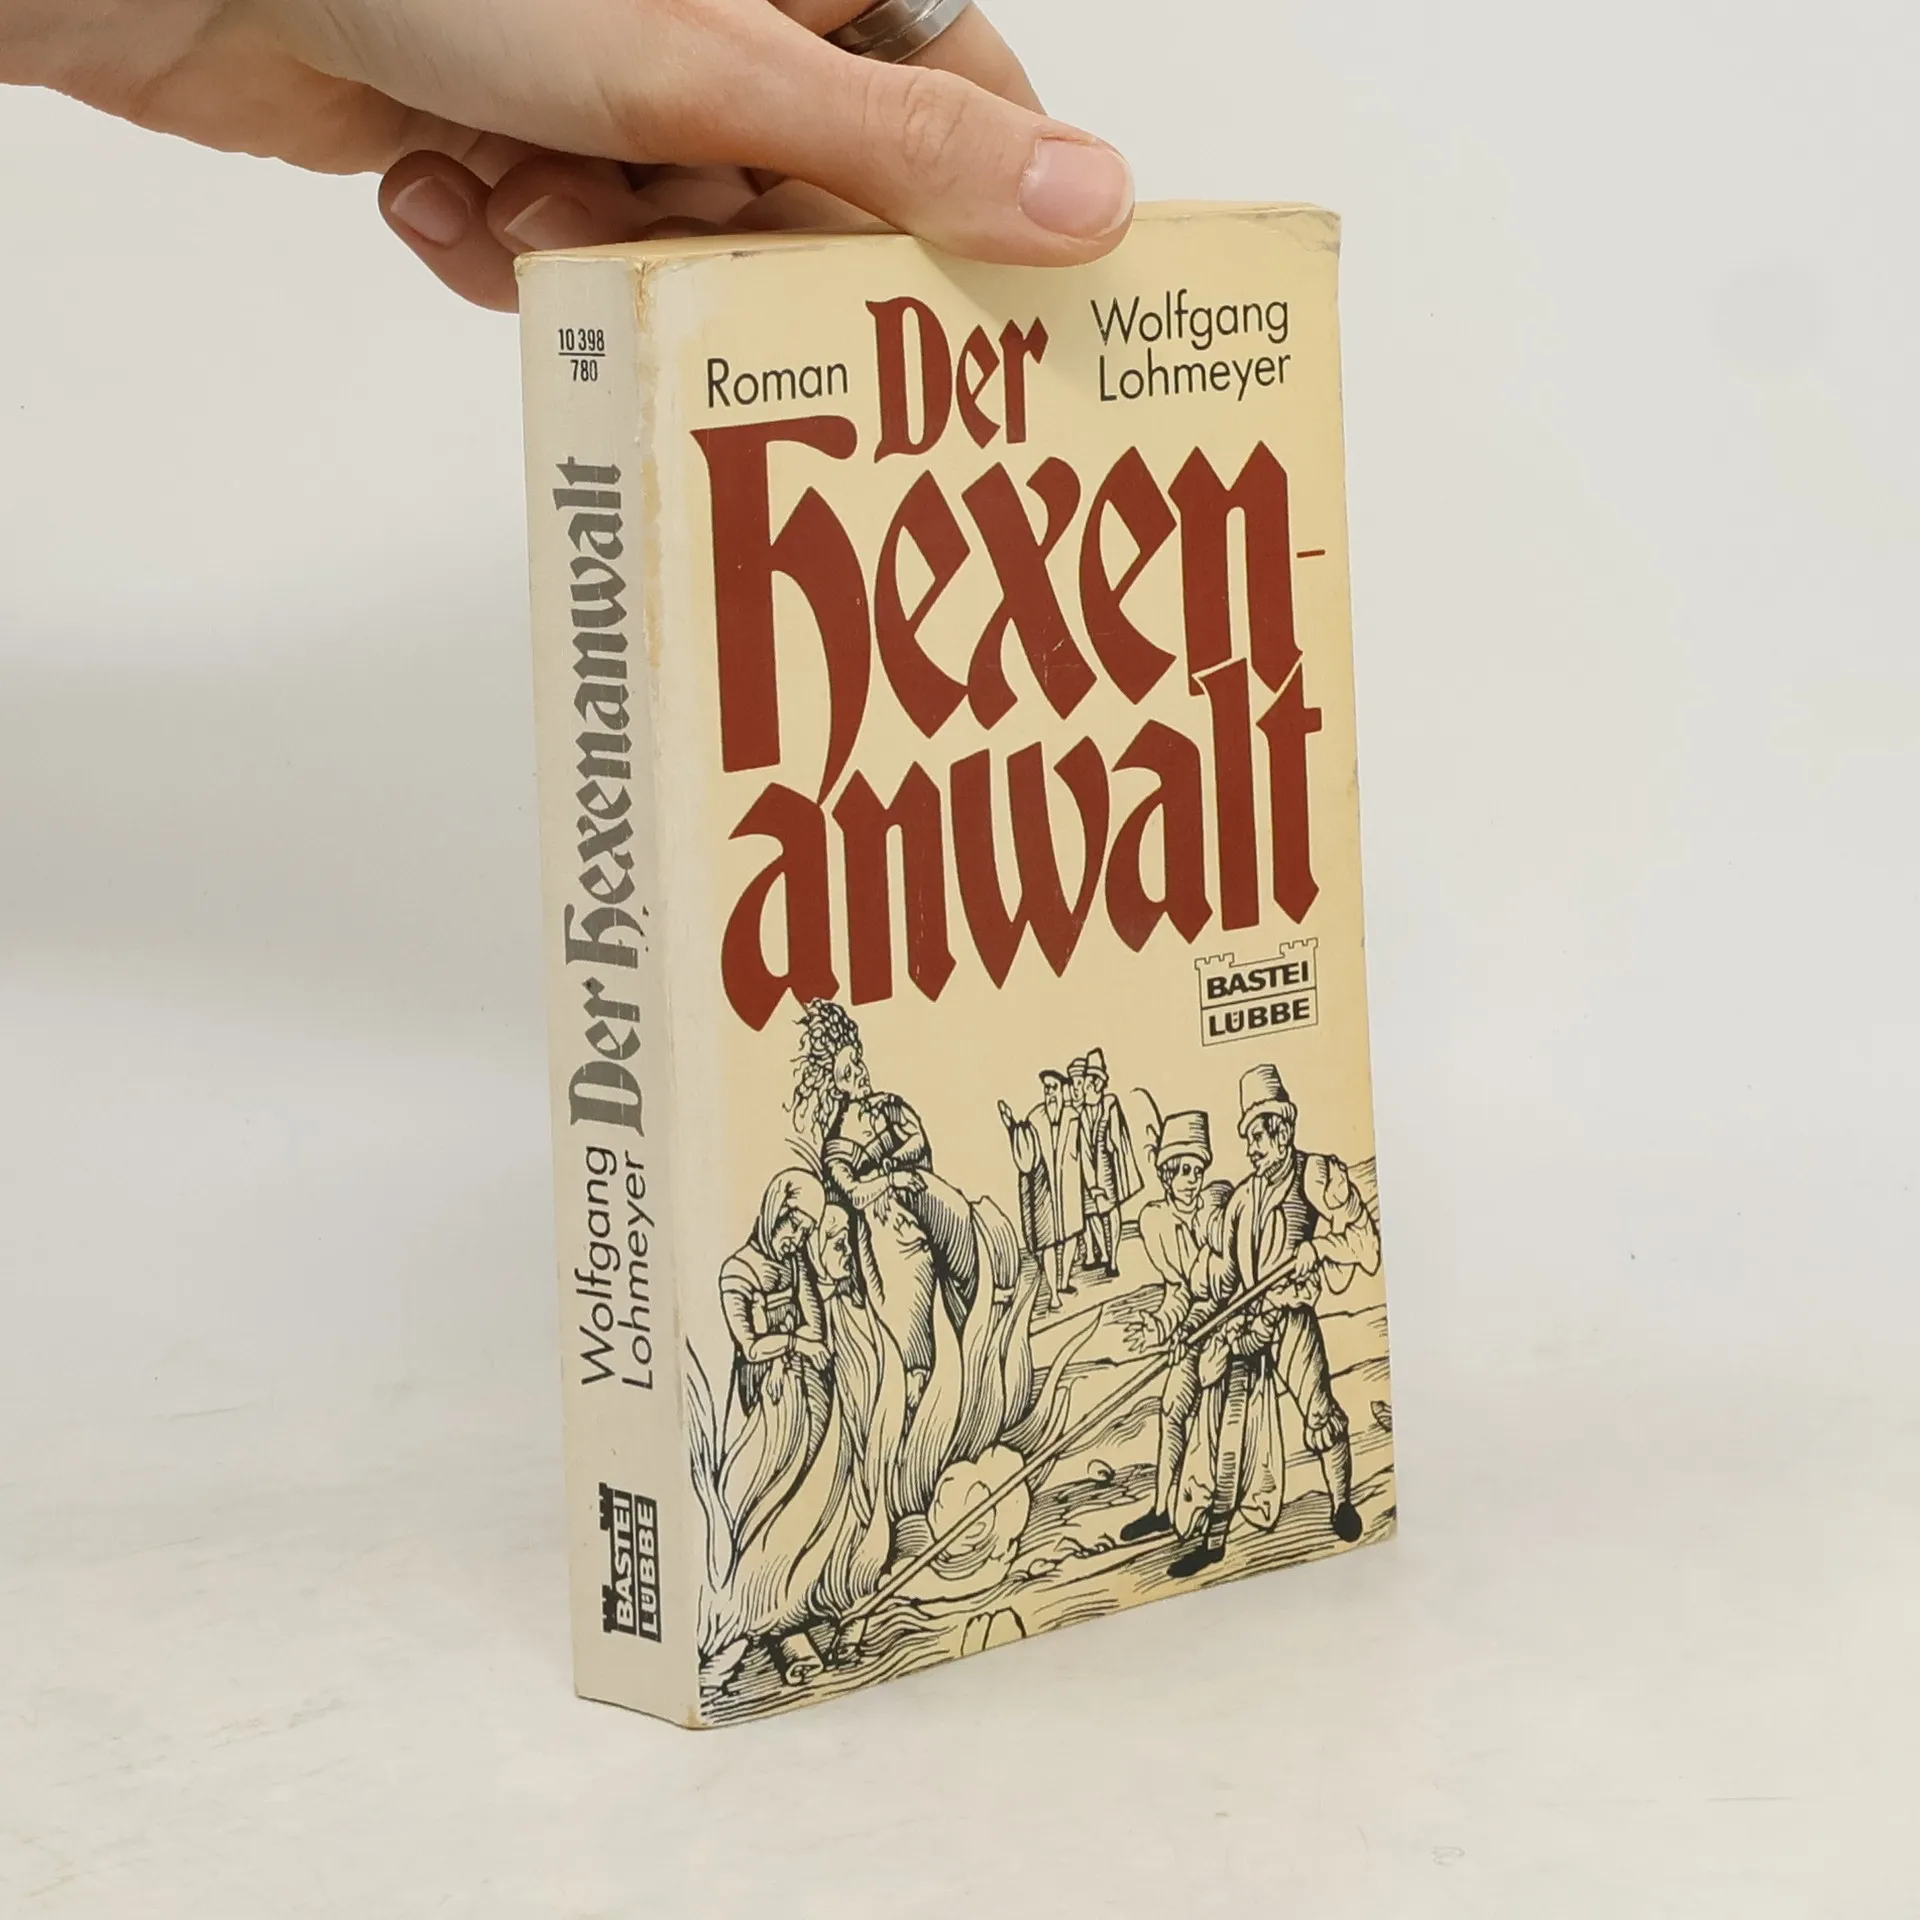 10 398
780
Der Hexenanwalt
Wolfgang
Lohmeyer
BASTEI
LÜBBE
Roman
Der
Wolfgang
Lohmeyer
Hexen-
anwalt
BASTEI
LÜBBE